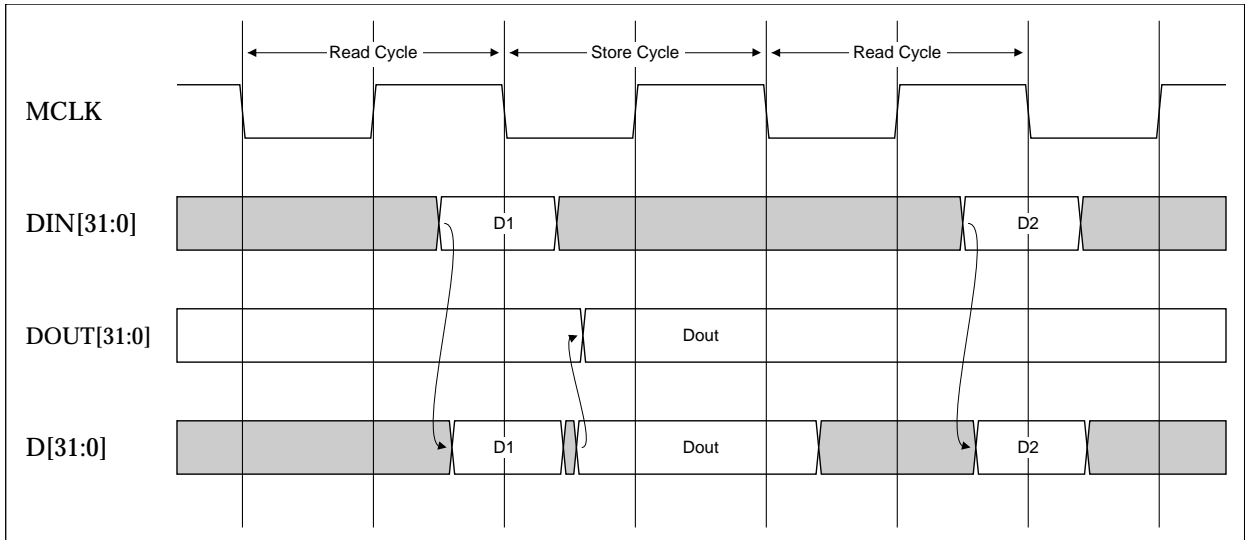 Read Cycle Store Cycle Read Cycle
MCLK
DIN[31:0] D1 D2
DOUT[31:0] Dout
D[31:0] D1 Dout D2